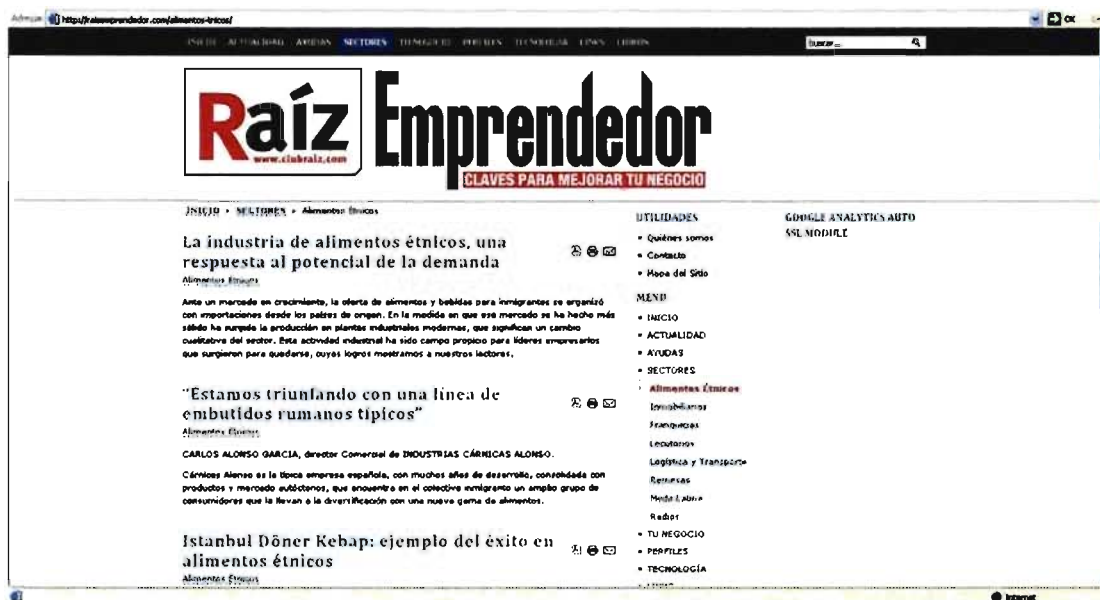 http://raizemprendedor.com/alimentos-tnicos/
OK
INICIO ACTUALIDAD AYUDAS SECTORES TU NEGOCIO PERFILES TECNOLOGÍA LINKS
buscar...
Raíz
www.clubraiz.com
Emprendedor
CLAVES PARA MEJORAR TU NEGOCIO
INICIO SECTORES Alimentos Étnicos
La industria de alimentos étnicos, una
respuesta al potencial de la demanda
Alimentos Étnicos
Ante un mercado en crecimiento, la oferta de alimentos y bebidas para inmigrantes se organizó
con importaciones desde los países de origen. En la medida en que ese mercado se ha hecho más
sólido ha surgido la producción en plantas industriales modernas, que significan un cambio
cualitativo del sector. Esta actividad industrial ha sido campo propicio para líderes empresarios
que surgieron para quedarse, cuyos logros mostramos a nuestros lectores.
"Estamos triunfando con una línea de
embutidos rumanos típicos"
Alimentos Étnicos
CARLOS ALONSO GARCIA, director Comercial de INDUSTRIAS CÁRNICAS ALONSO.
Cárnicas Alonso es la típica empresa española, con muchos años de desarrollo, consolidada con
productos y mercado autóctonos, que encuentra en el colectivo inmigrante un amplio grupo de
consumidores que la llevan a la diversificación con una nueva gama de alimentos.
Istanbul Döner Kebap: ejemplo del éxito en
alimentos étnicos
Alimentos Étnicos
UTILIDADES
Quiénes somos
Contacto
Mapa del Sitio
MENU
INICIO
ACTUALIDAD
AYUDAS
SECTORES
Alimentos Étnicos
Inmobiliarios
Franquicias
Locutorios
Logística y Transporte
Remesas
Radios
TU NEGOCIO
PERFILES
TECNOLOGÍA
GOOGLE ANALYTICS AUTO
SSL MODULE
Internet